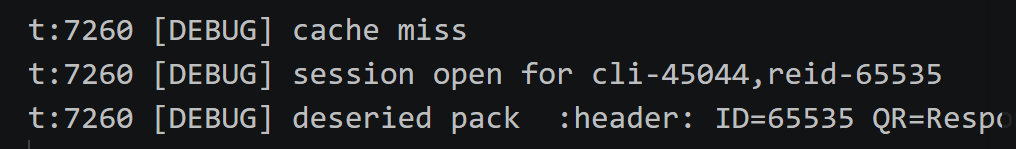 t:7260 [DEBUG] cache miss
t:7260 [DEBUG] session open for cli-45044,reid-65535
t:7260 [DEBUG] deseried pack  :header: ID=65535 QR=Respo